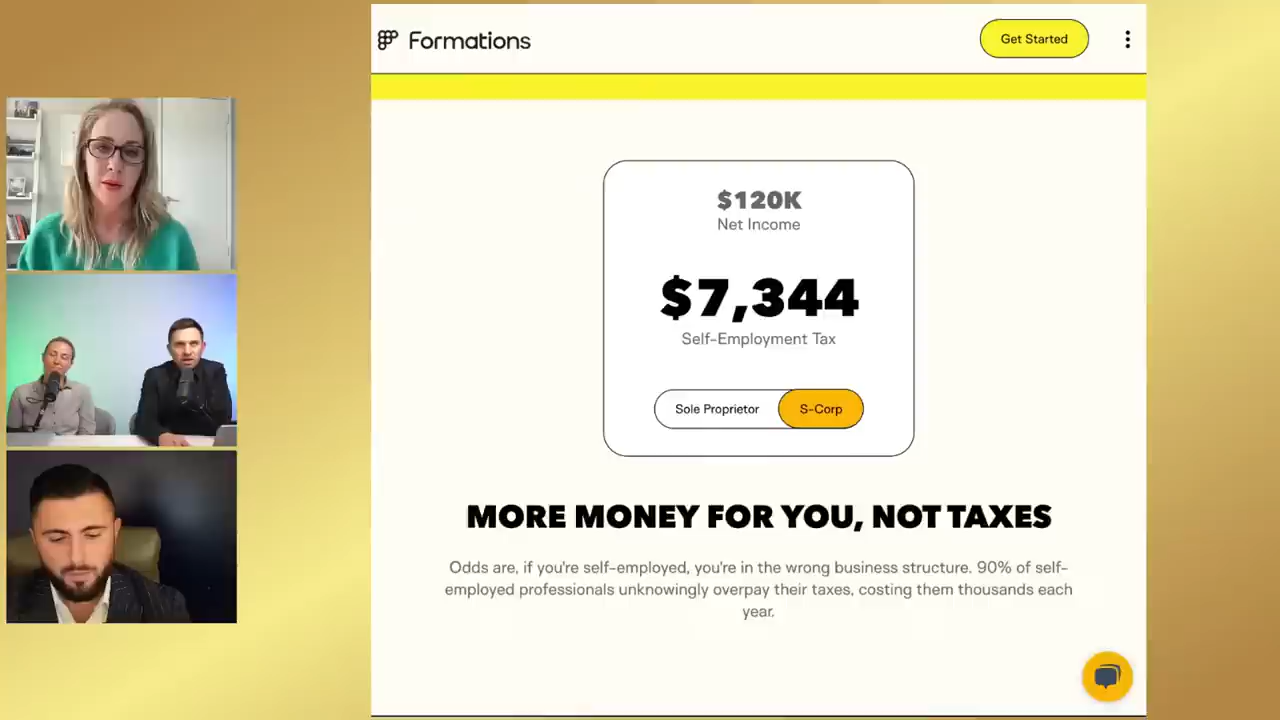 Formations
Get Started
$120K
Net Income
$7,344
Self-Employment Tax
Sole Proprietor
S-Corp
MORE MONEY FOR YOU, NOT TAXES
Odds are, if you're self-employed, you're in the wrong business structure. 90% of self-
employed professionals unknowingly overpay their taxes, costing them thousands each
year.